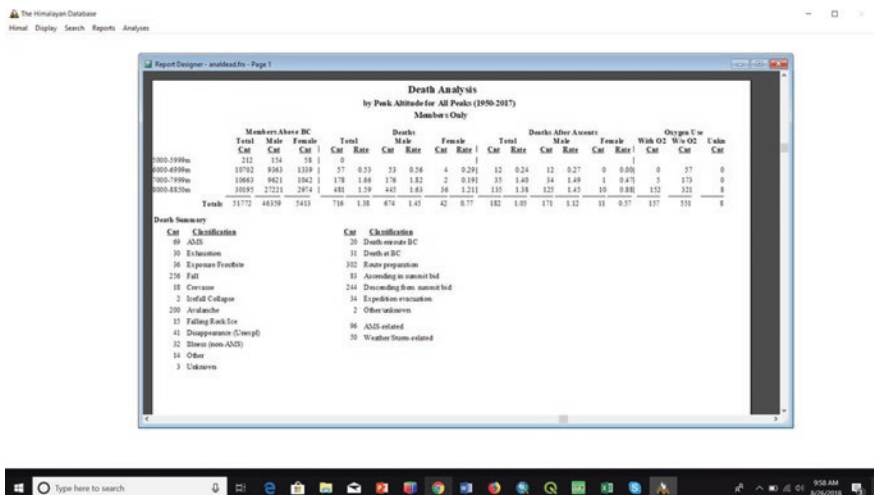 The Himalayan Database
Himal Display Search Reports Analyses
Report Designer - analdead.frx - Page 1
Death Analysis
by Peak Altitude for All Peaks (1950-2017)
Members Only
Members Above BC Deaths Deaths After Ascents Oxygen Use
Total Male Female Total Male Female Total Male Female With O2 W/o O2 Unkn
Cnt Cnt Cnt Cnt Rate Cnt Rate Cnt Rate Cnt Rate Cnt Rate Cnt Rate Cnt Cnt Cnt
5000-5999m 212 154 58 0
6000-6999m 10702 9363 1339 57 0.53 53 0.56 4 0.29 12 0.24 12 0.27 0 0.00 0 57 0
7000-7999m 10663 9621 1042 178 1.66 176 1.82 2 0.19 35 1.40 34 1.49 1 0.47 5 173 0
8000-8850m 30195 27221 2974 481 1.59 445 1.63 36 1.21 135 1.38 125 1.45 10 0.88 152 321 8
Totals 51772 46359 5413 716 1.38 674 1.45 42 0.77 182 1.05 171 1.12 11 0.57 157 551 8
Death Summary
Cnt Classification
69 AMS
30 Exhaustion
36 Exposure Frostbite
256 Fall
18 Crevasse
2 Icefall Collapse
200 Avalanche
15 Falling Rock Ice
41 Disappearance (Unexpl)
32 Illness (non-AMS)
14 Other
3 Unknown
Cnt Classification
20 Death enroute BC
31 Death at BC
302 Route preparation
83 Ascending in summit bid
244 Descending from summit bid
34 Expedition evacuation
2 Other/unknown
96 AMS-related
50 Weather Storm-related
Type here to search
9:58 AM
8/26/2018